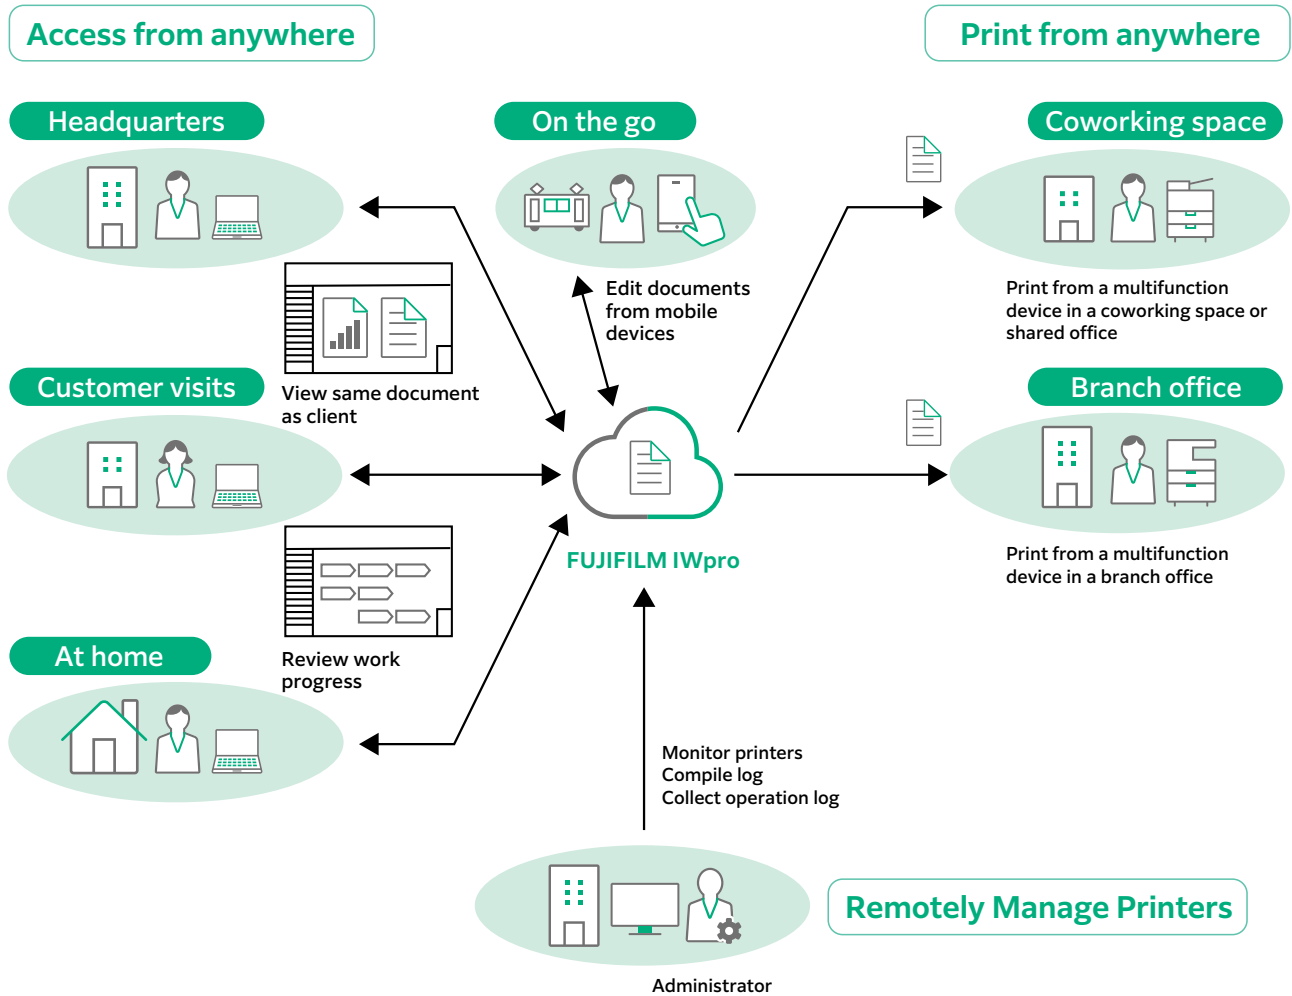 Access from anywhere
Print from anywhere
Headquarters
On the go
Coworking space
Edit documents
from mobile
devices
Print from a multifunction
device in a coworking space or
shared office
Customer visits
View same document
as client
Branch office
FUJIFILM IWpro
Print from a multifunction
device in a branch office
At home
Review work
progress
Monitor printers
Compile log
Collect operation log
Remotely Manage Printers
Administrator